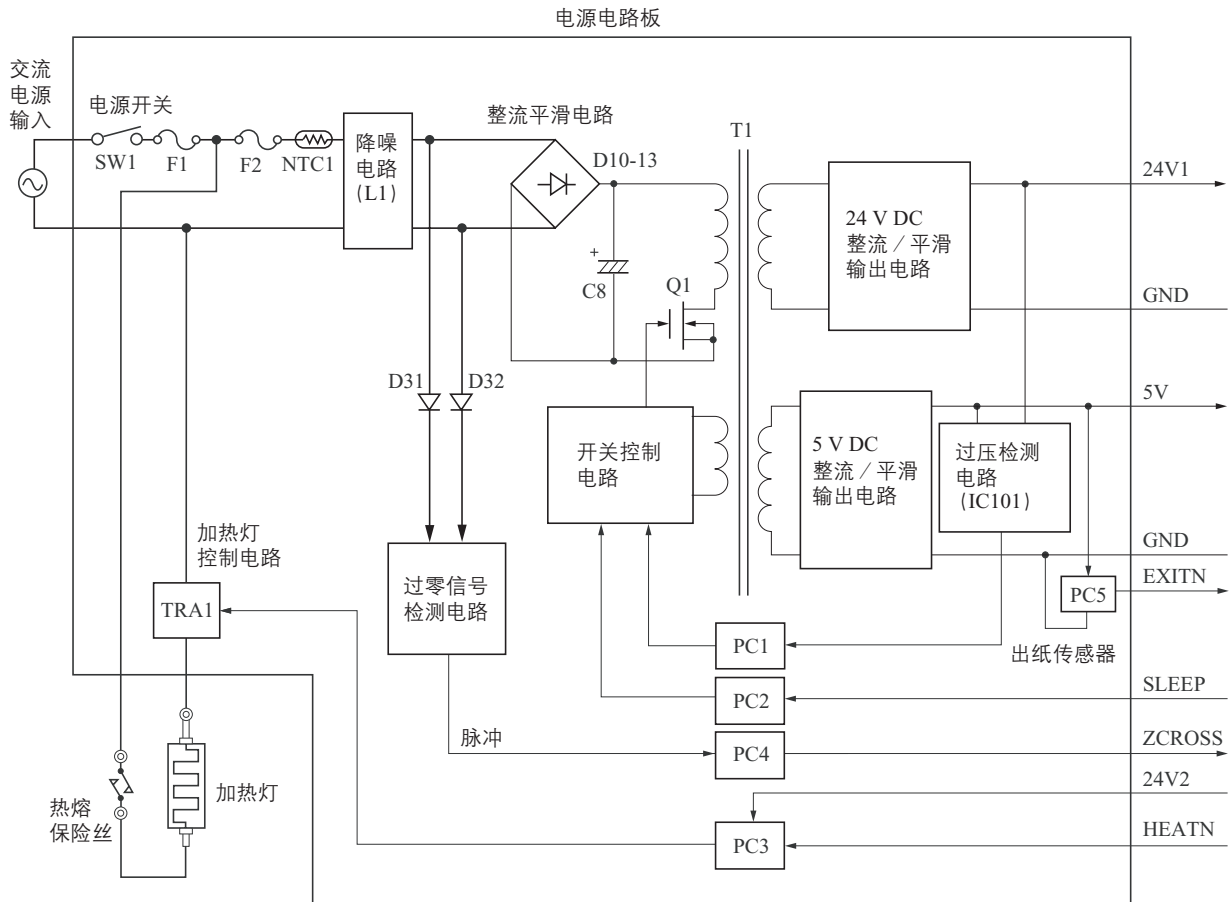 电源电路板
交流
电源
输入
电源开关
SW1
F1
F2
NTC1
降噪
电路
(L1)
整流平滑电路
D10-13
+
C8
Q1
T1
24 V DC
整流/平滑
输出电路
24V1
GND
D31
D32
开关控制
电路
5 V DC
整流/平滑
输出电路
过压检测
电路
(IC101)
5V
GND
EXITN
PC5
出纸传感器
加热灯
控制电路
TRA1
过零信号
检测电路
PC1
PC2
SLEEP
脉冲
PC4
ZCROSS
24V2
PC3
HEATN
加热灯
热熔
保险丝